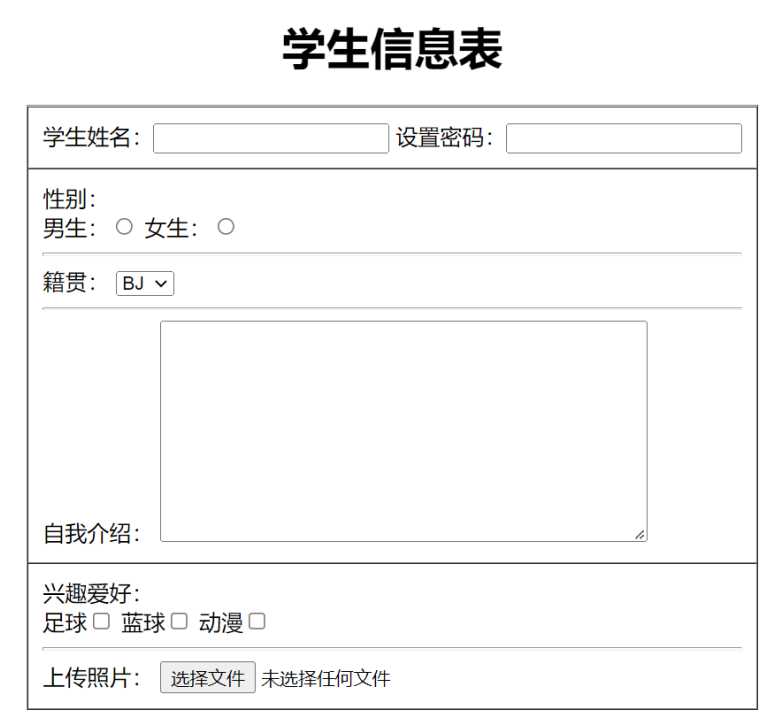 学生信息表
学生姓名： 设置密码：
性别：
男生： 女生：
籍贯： BJ
自我介绍：
兴趣爱好：
足球 蓝球 动漫
上传照片： 选择文件 未选择任何文件